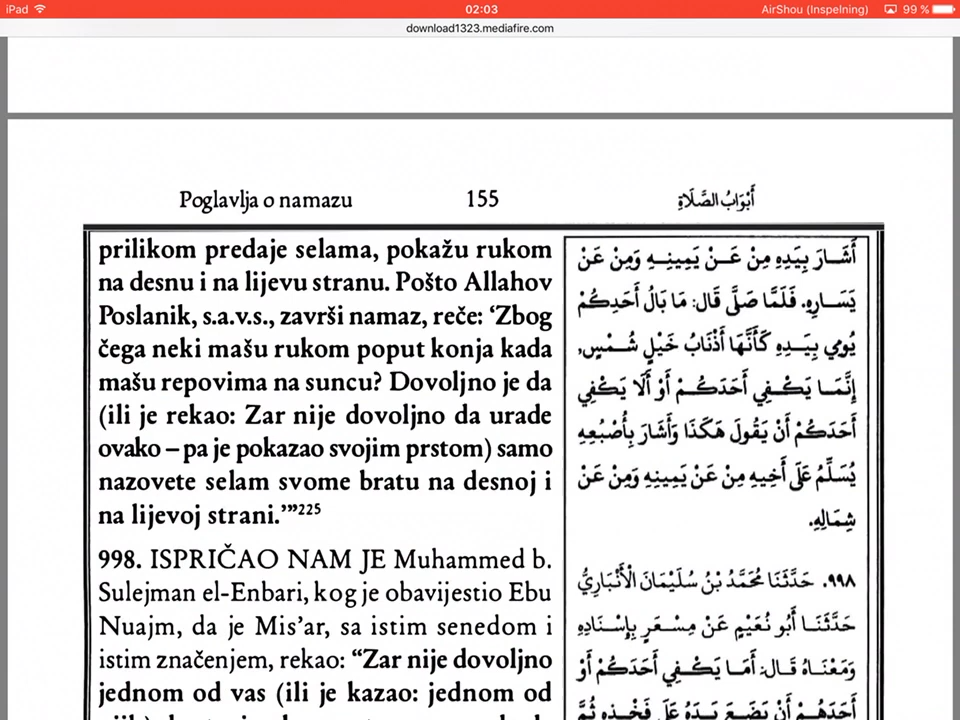 iPad 02:03 AirShou (Inspelning) 99 %
download1323.mediafire.com
Poglavlja o namazu 155 أَبْوَابُ الصَّلَاةِ
prilikom predaje selama, pokažu rukom
na desnu i na lijevu stranu. Pošto Allahov
Poslanik, s.a.v.s., završi namaz, reče: ‘Zbog
čega neki mašu rukom poput konja kada
mašu repovima na suncu? Dovoljno je da
(ili je rekao: Zar nije dovoljno da urade
ovako – pa je pokazao svojim prstom) samo
nazovete selam svome bratu na desnoj i
na lijevoj strani.’”225
998. ISPRIČAO NAM JE Muhammed b.
Sulejman el-Enbari, kog je obavijestio Ebu
Nuajm, da je Mis’ar, sa istim senedom i
istim značenjem, rekao: “Zar nije dovoljno
jednom od vas (ili je kazao: jednom od
أَشَارَ بِيَدِهِ مِنْ عَنْ يَمِينِهِ وَمِنْ عَنْ
يَسَارِهِ. فَلَمَّا صَلَّى قَالَ: مَا بَالُ أَحَدِكُمْ
يُومِي بِيَدِهِ كَأَنَّهَا أَذْنَابُ خَيْلٍ شُمْسٍ،
إِنَّمَا يَكْفِي أَحَدَكُمْ أَوْ أَلَا يَكْفِي
أَحَدَكُمْ أَنْ يَقُولَ هَكَذَا وَأَشَارَ بِأُصْبُعِهِ
يُسَلِّمُ عَلَى أَخِيهِ مِنْ عَنْ يَمِينِهِ وَمِنْ عَنْ
شِمَالِهِ.
٩٩٨. حَدَّثَنَا مُحَمَّدُ بْنُ سُلَيْمَانَ الْأَنْبَارِيُّ
حَدَّثَنَا أَبُو نُعَيْمٍ عَنْ مِسْعَرٍ بِإِسْنَادِهِ
وَمَعْنَاهُ قَالَ: أَمَا يَكْفِي أَحَدَكُمْ أَوْ
أَحَدَهُمْ أَنْ يَضَعَ يَدَهُ عَلَى فَخِذِهِ ثُمَّ